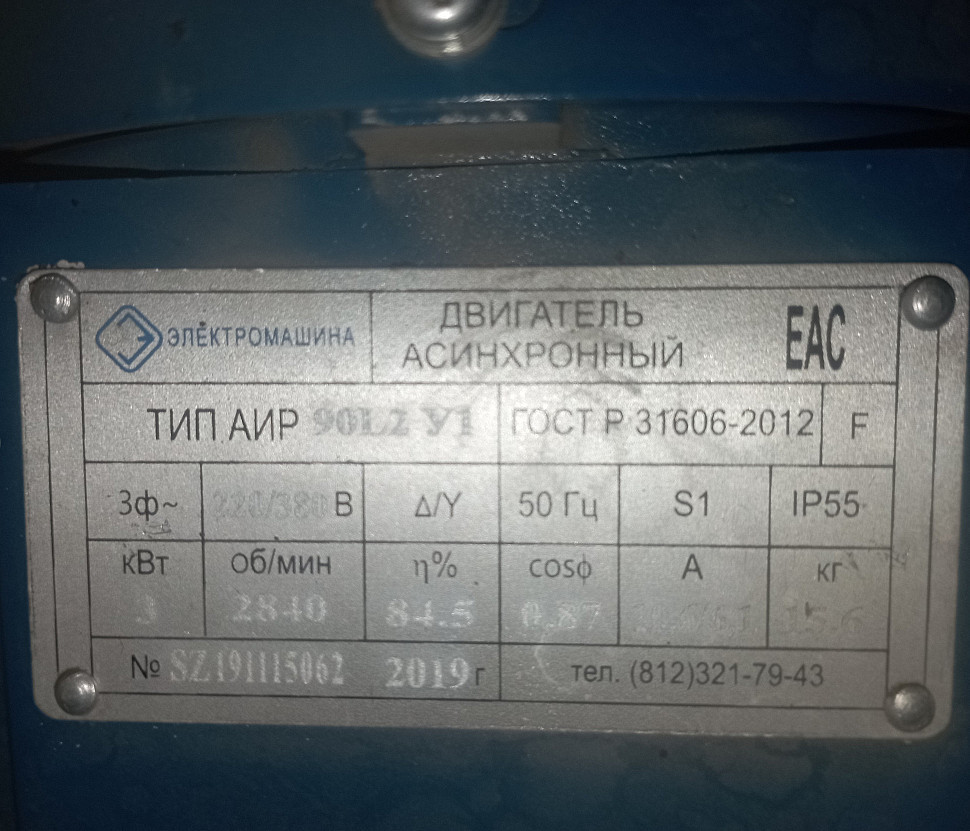 ЭЛЕКТРОМАШИНА
ДВИГАТЕЛЬ
АСИНХРОННЫЙ
EAC
ТИП АИР 90L2 У1 ГОСТ Р 31606-2012 F
3ф~ 220/380 В Δ/Y 50 Гц S1 IP55
кВт об/мин η% cosϕ А кг
3 2840 84.5 0.87
№ SZ191115062 2019 г тел. (812)321-79-43